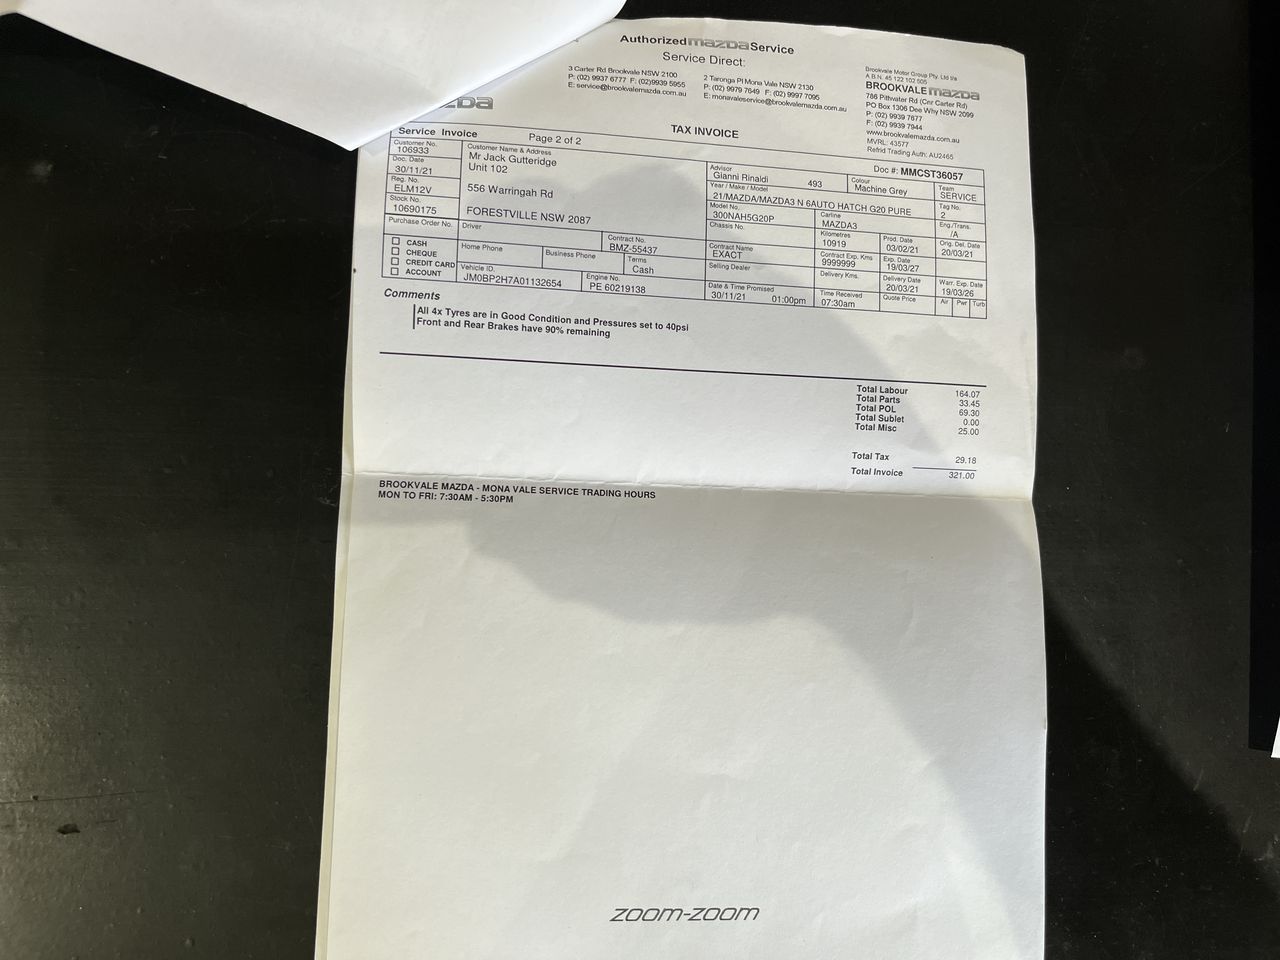 Authorized mazda Service
Service Direct:
3 Carter Rd Brookvale NSW 2100
P: (02) 9937 6777 F: (02)9939 5955
E: service@brookvalemazda.com.au
2 Taronga Pl Mona Vale NSW 2130
P: (02) 9979 7649 F: (02) 9997 7095
E: monavaleservice@brookvalemazda.com.au
Brookvale Motor Group Pty. Ltd t/a
A.B.N. 45 122 102 005
BROOKVALE mazda
786 Pittwater Rd (Cnr Carter Rd)
PO Box 1306 Dee Why NSW 2099
P: (02) 9939 7677
F: (02) 9939 7944
www.brookvalemazda.com.au
MVRL: 43577
Refrid Trading Auth: AU2465
TAX INVOICE
Service Invoice Page 2 of 2
Doc #: MMCST36057
Customer No.
106933
Doc. Date
30/11/21
Reg. No.
ELM12V
Stock No.
10690175
Purchase Order No.
Customer Name & Address
Mr Jack Gutteridge
Unit 102
556 Warringah Rd
FORESTVILLE NSW 2087
Advisor
Gianni Rinaldi 493
Colour
Machine Grey
Team
SERVICE
Year / Make / Model
21/MAZDA/MAZDA3 N 6AUTO HATCH G20 PURE
Tag No.
2
Model No.
300NAH5G20P
Carline
MAZDA3
Eng./Trans.
/A
Chassis No.
Kilometres
10919
Prod. Date
03/02/21
Orig. Del. Date
20/03/21
Driver
Contract No.
BMZ-55437
Contract Name
EXACT
Contract Exp. Kms
9999999
Exp. Date
19/03/27
CASH
CHEQUE
CREDIT CARD
ACCOUNT
Home Phone
Business Phone
Terms
Cash
Selling Dealer
Delivery Kms.
Delivery Date
20/03/21
Warr. Exp. Date
19/03/26
Vehicle ID.
JM0BP2H7A01132654
Engine No.
PE 60219138
Date & Time Promised
30/11/21 01:00pm
Time Received
07:30am
Quote Price
Air Pwr Turb
Comments
All 4x Tyres are in Good Condition and Pressures set to 40psi
Front and Rear Brakes have 90% remaining
Total Labour 164.07
Total Parts 33.45
Total POL 69.30
Total Sublet 0.00
Total Misc 25.00
Total Tax 29.18
Total Invoice 321.00
BROOKVALE MAZDA - MONA VALE SERVICE TRADING HOURS
MON TO FRI: 7:30AM - 5:30PM
zoom-zoom